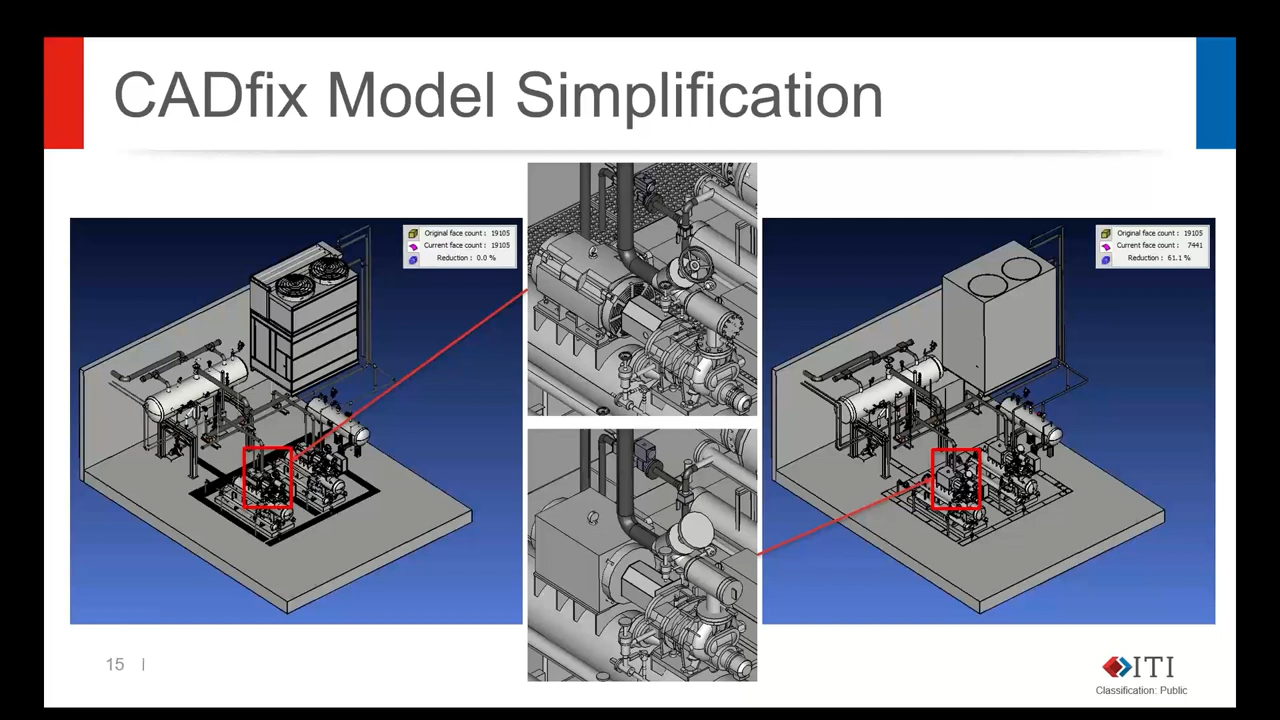 CADfix Model Simplification
Original face count : 19105
Current face count : 19105
Reduction : 0.0 %
Original face count : 19105
Current face count : 7441
Reduction : 61.1 %
15 |
ITI
Classification: Public